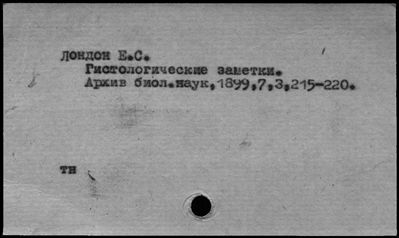 ЛОНДОН Е.С.
Гистологические заметки.
Архив биол.наук,1899,7,3,215-220.
тн